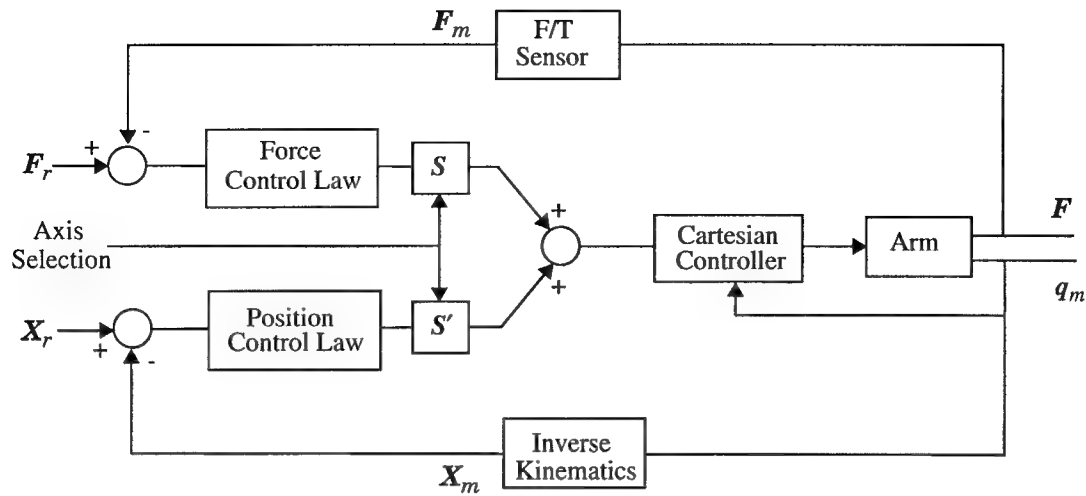 F_m
F/T
Sensor
+
-
F_r
Force
Control Law
S
Axis
Selection
+
+
Cartesian
Controller
Arm
F
q_m
X_r
+
-
Position
Control Law
S'
Inverse
Kinematics
X_m